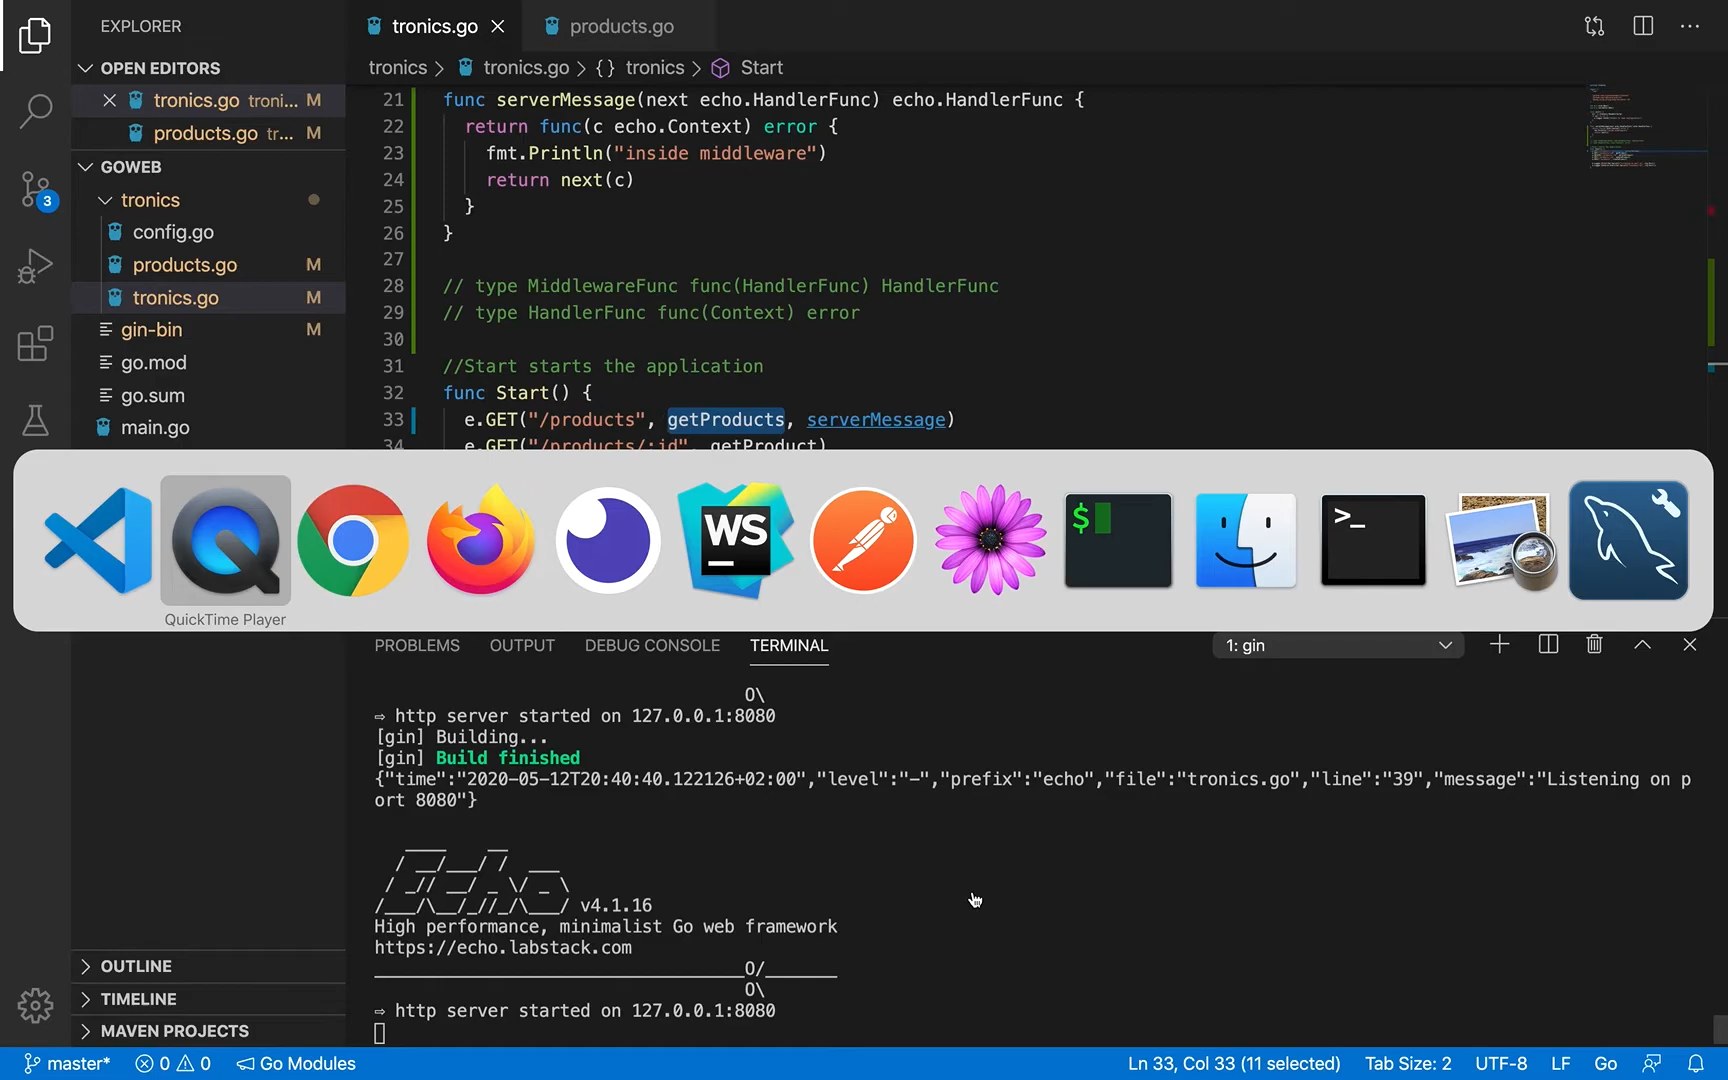 EXPLORER
OPEN EDITORS
tronics.go troni... M
products.go tr... M
GOWEB
tronics
config.go
products.go M
tronics.go M
gin-bin M
go.mod
go.sum
main.go
3
OUTLINE
TIMELINE
MAVEN PROJECTS
tronics.go
products.go
tronics > tronics.go > {} tronics > Start
21 func serverMessage(next echo.HandlerFunc) echo.HandlerFunc {
22 return func(c echo.Context) error {
23 fmt.Println("inside middleware")
24 return next(c)
25 }
26 }
27
28 // type MiddlewareFunc func(HandlerFunc) HandlerFunc
29 // type HandlerFunc func(Context) error
30
31 //Start starts the application
32 func Start() {
33 e.GET("/products", getProducts, serverMessage)
34 e.GET("/products/:id", getProduct)
WS
$
>_
QuickTime Player
PROBLEMS OUTPUT DEBUG CONSOLE TERMINAL 1: gin
O\
⇨ http server started on 127.0.0.1:8080
[gin] Building...
[gin] Build finished
{"time":"2020-05-12T20:40:40.122126+02:00","level":"-","prefix":"echo","file":"tronics.go","line":"39","message":"Listening on p
ort 8080"}
Echo
v4.1.16
High performance, minimalist Go web framework
https://echo.labstack.com
____________________________________O/_______
O\
⇨ http server started on 127.0.0.1:8080
master* 0 0 Go Modules Ln 33, Col 33 (11 selected) Tab Size: 2 UTF-8 LF Go